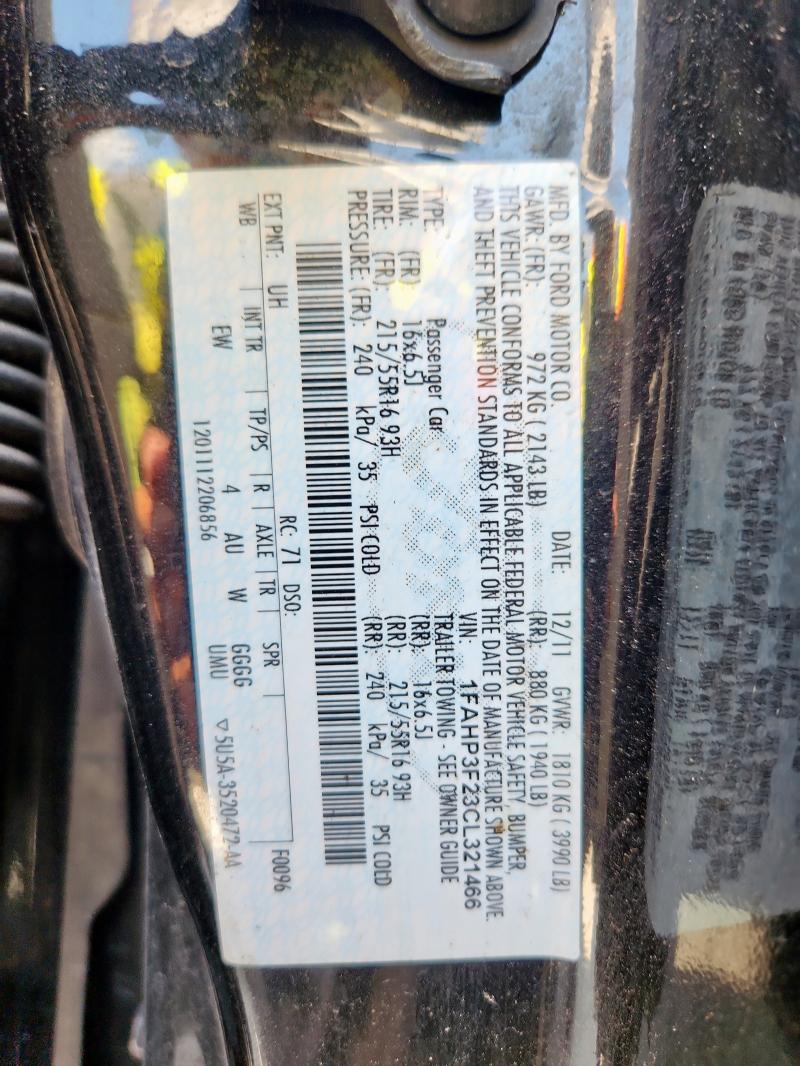 MFD BY FORD MOTOR CO. DATE: 12/11 GVWR: 1810 KG ( 3990 LB)
GAWR: (FR): 972 KG ( 2143 LB) (RR): 880 KG ( 1940 LB)
THIS VEHICLE CONFORMS TO ALL APPLICABLE FEDERAL MOTOR VEHICLE SAFETY, BUMPER,
AND THEFT PREVENTION STANDARDS IN EFFECT ON THE DATE OF MANUFACTURE SHOWN ABOVE.
VIN: 1FAHP3F23CL321466
TYPE: Passenger Car TRAILER TOWING - SEE OWNER GUIDE
RIM: (FR): 16x6.5J (RR): 16x6.5J
TIRE: (FR): 215/55R16 93H (RR): 215/55R16 93H
PRESSURE: (FR): 240 kPa/ 35 PSI COLD (RR): 240 kPa/ 35 PSI COLD
EXT PNT: UH RC: 71 DSO: F0096
WB INT TR TP/PS R AXLE TR SPR
EW 4 AU W GGGG
UMU
1201112206856 ▽5U5A-3520472-AA